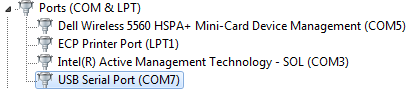 Ports (COM & LPT)
Dell Wireless 5560 HSPA+ Mini-Card Device Management (COM5)
ECP Printer Port (LPT1)
Intel(R) Active Management Technology - SOL (COM3)
USB Serial Port (COM7)